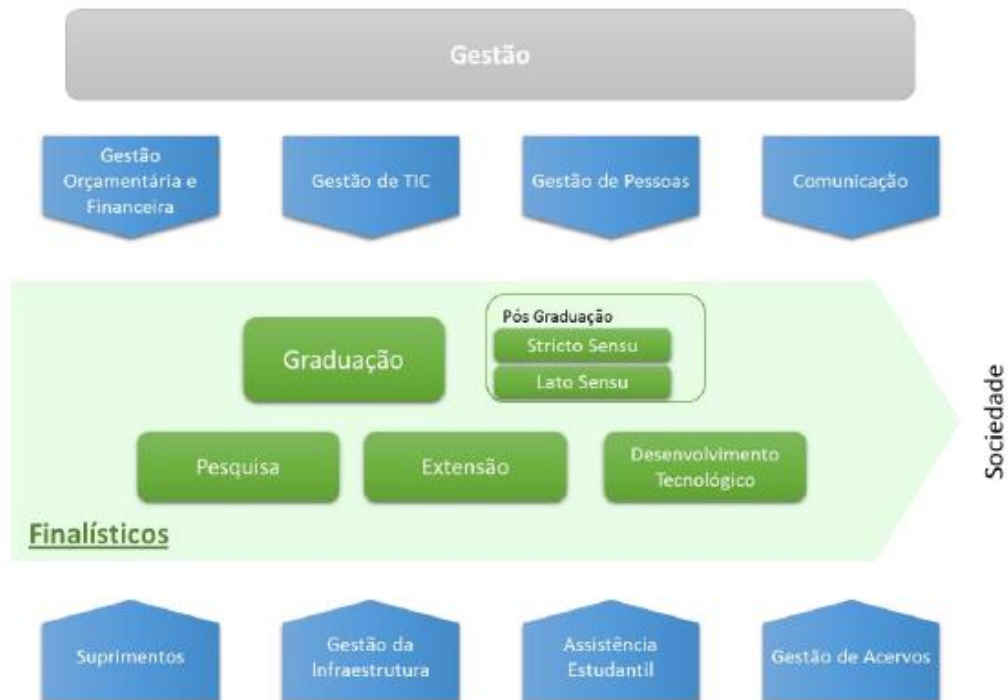 Gestão
Gestão
Orçamentária e
Financeira
Gestão de TIC
Gestão de Pessoas
Comunicação
Graduação
Pós Graduação
Stricto Sensu
Lato Sensu
Pesquisa
Extensão
Desenvolvimento
Tecnológico
Finalísticos
Sociedade
Suprimentos
Gestão da
Infraestrutura
Assistência
Estudantil
Gestão de Acervos